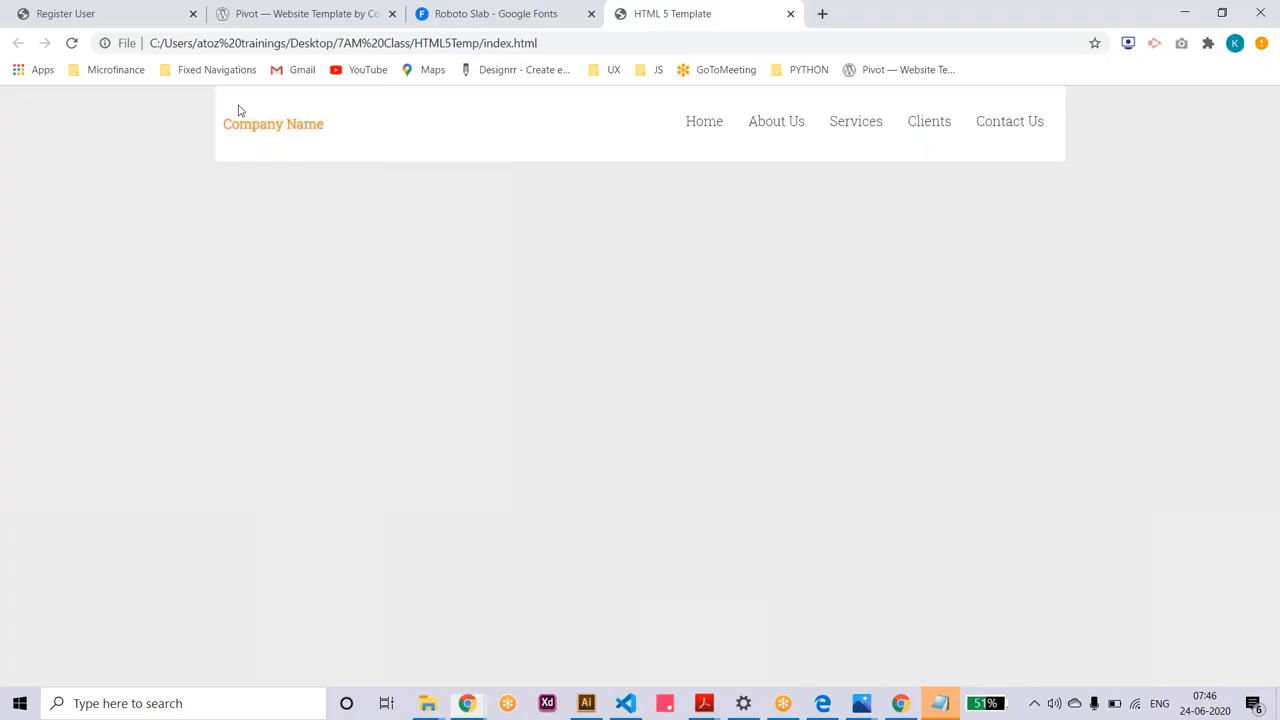 Register User
Pivot — Website Template by Co
Roboto Slab - Google Fonts
HTML 5 Template
File
C:/Users/atoz%20trainings/Desktop/7AM%20Class/HTML5Temp/index.html
K
Apps
Microfinance
Fixed Navigations
Gmail
YouTube
Maps
Designrr - Create e...
UX
JS
GoToMeeting
PYTHON
Pivot — Website Te...
Company Name
Home
About Us
Services
Clients
Contact Us
Type here to search
Xd
Ai
51%
ENG
07:46
24-06-2020
6